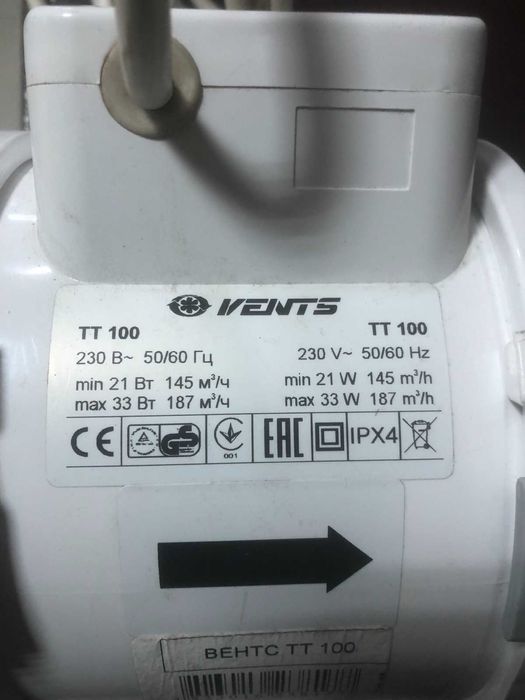 VENTS
TT 100 TT 100
230 В~ 50/60 Гц 230 V~ 50/60 Hz
min 21 Вт 145 м³/ч min 21 W 145 m³/h
max 33 Вт 187 м³/ч max 33 W 187 m³/h
CE GS 001 EAC IPX4
ВЕНТС ТТ 100